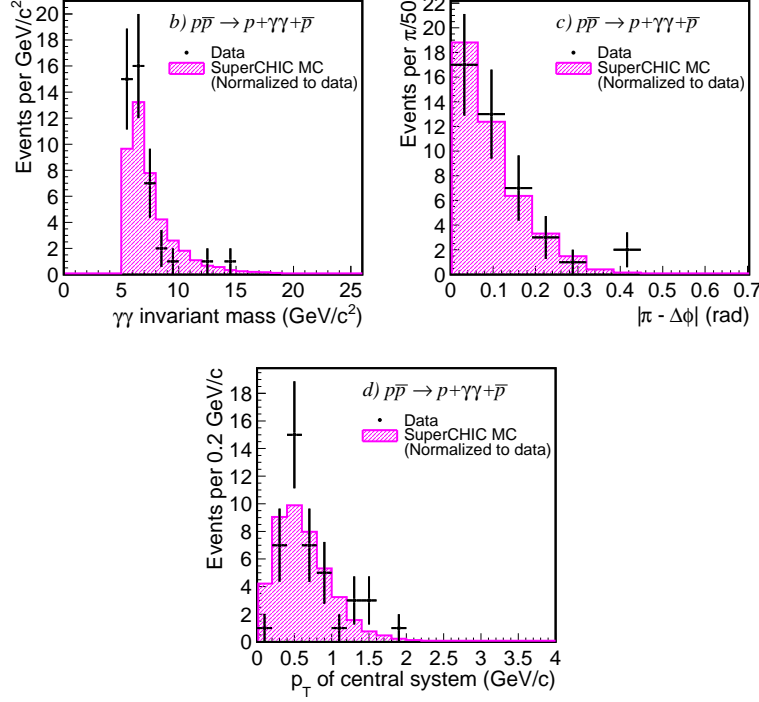 b) pp̅ → p+γγ+p̅
Data
SuperCHIC MC
(Normalized to data)
Events per GeV/c²
20
18
16
14
12
10
8
6
4
2
0
0 5 10 15 20 25
γγ invariant mass (GeV/c²)
c) pp̅ → p+γγ+p̅
Data
SuperCHIC MC
(Normalized to data)
Events per π/50
22
20
18
16
14
12
10
8
6
4
2
0
0 0.1 0.2 0.3 0.4 0.5 0.6 0.7
|π - Δϕ| (rad)
d) pp̅ → p+γγ+p̅
Data
SuperCHIC MC
(Normalized to data)
Events per 0.2 GeV/c
18
16
14
12
10
8
6
4
2
0
0 0.5 1 1.5 2 2.5 3 3.5 4
p_T of central system (GeV/c)